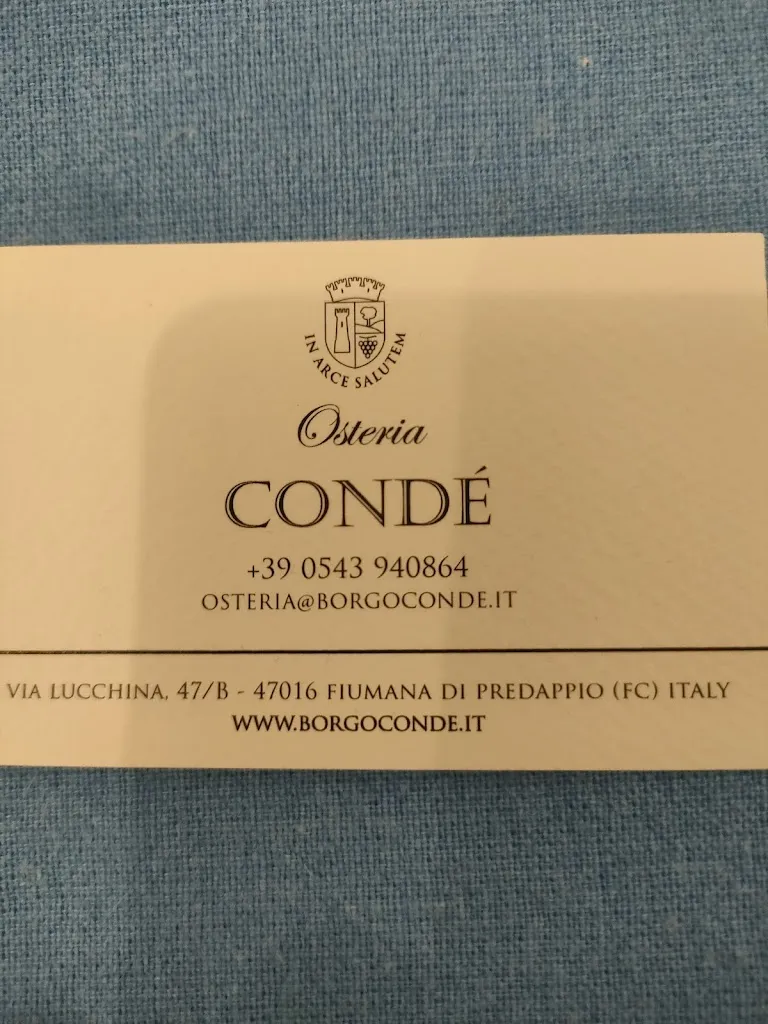 IN ARCE SALUTEM
Osteria
CONDÉ
+39 0543 940864
OSTERIA@BORGOCONDE.IT
VIA LUCCHINA, 47/B - 47016 FIUMANA DI PREDAPPIO (FC) ITALY
WWW.BORGOCONDE.IT